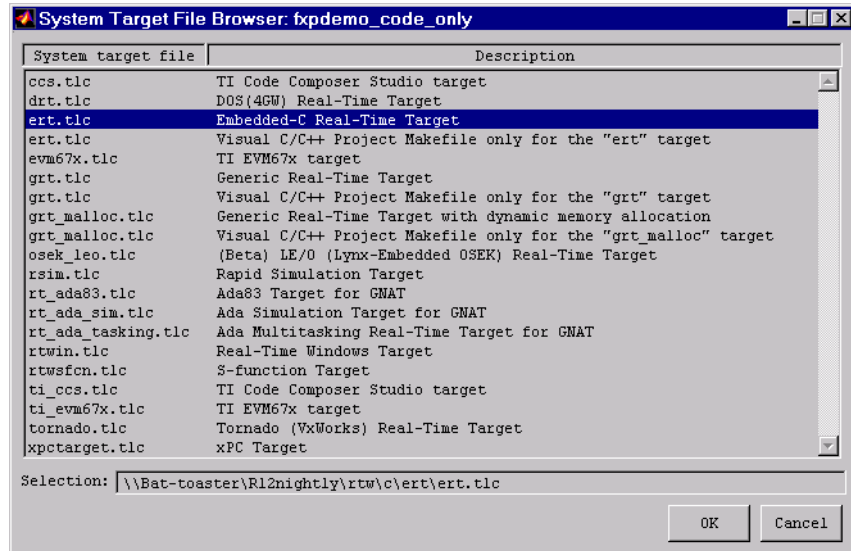 System Target File Browser: fxpdemo_code_only
System target file Description
ccs.tlc TI Code Composer Studio target
drt.tlc DOS(4GW) Real-Time Target
ert.tlc Embedded-C Real-Time Target
ert.tlc Visual C/C++ Project Makefile only for the "ert" target
evm67x.tlc TI EVM67x target
grt.tlc Generic Real-Time Target
grt.tlc Visual C/C++ Project Makefile only for the "grt" target
grt_malloc.tlc Generic Real-Time Target with dynamic memory allocation
grt_malloc.tlc Visual C/C++ Project Makefile only for the "grt_malloc" target
osek_leo.tlc (Beta) LE/O (Lynx-Embedded OSEK) Real-Time Target
rsim.tlc Rapid Simulation Target
rt_ada83.tlc Ada83 Target for GNAT
rt_ada_sim.tlc Ada Simulation Target for GNAT
rt_ada_tasking.tlc Ada Multitasking Real-Time Target for GNAT
rtwin.tlc Real-Time Windows Target
rtwsfcn.tlc S-function Target
ti_ccs.tlc TI Code Composer Studio target
ti_evm67x.tlc TI EVM67x target
tornado.tlc Tornado (VxWorks) Real-Time Target
xpctarget.tlc xPC Target
Selection: \\Bat-toaster\R12nightly\rtw\c\ert\ert.tlc
OK Cancel